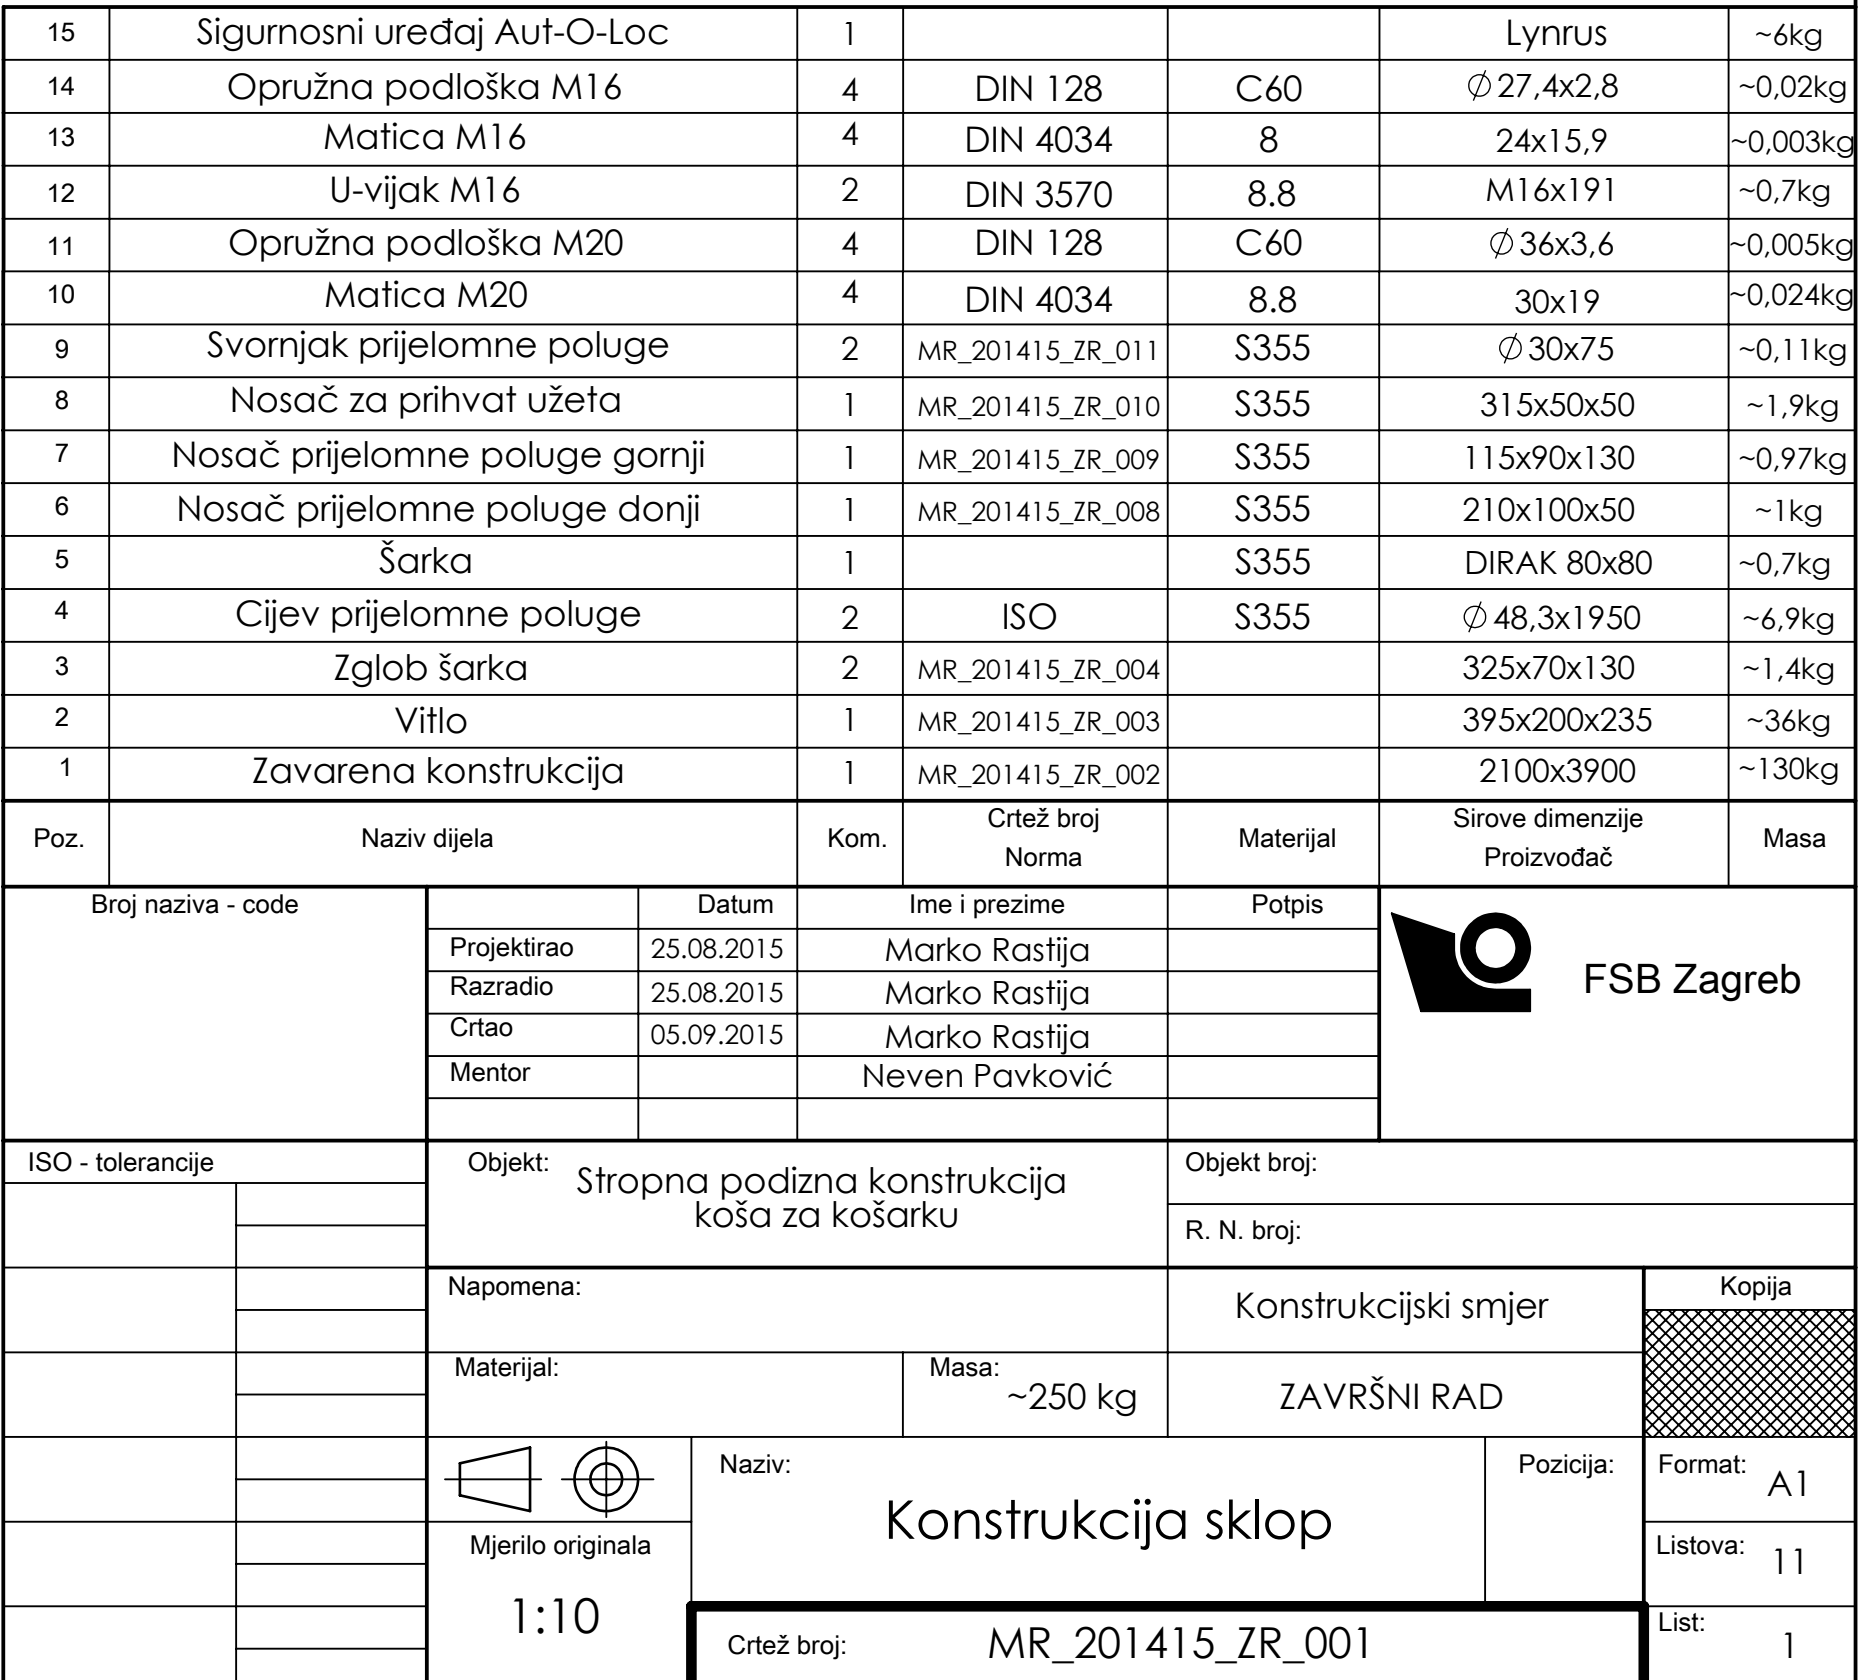 15 Sigurnosni uređaj Aut-O-Loc 1 Lynrus ~6kg
14 Opružna podloška M16 4 DIN 128 C60 ∅27,4x2,8 ~0,02kg
13 Matica M16 4 DIN 4034 8 24x15,9 ~0,003kg
12 U-vijak M16 2 DIN 3570 8.8 M16x191 ~0,7kg
11 Opružna podloška M20 4 DIN 128 C60 ∅36x3,6 ~0,005kg
10 Matica M20 4 DIN 4034 8.8 30x19 ~0,024kg
9 Svornjak prijelomne poluge 2 MR_201415_ZR_011 S355 ∅30x75 ~0,11kg
8 Nosač za prihvat užeta 1 MR_201415_ZR_010 S355 315x50x50 ~1,9kg
7 Nosač prijelomne poluge gornji 1 MR_201415_ZR_009 S355 115x90x130 ~0,97kg
6 Nosač prijelomne poluge donji 1 MR_201415_ZR_008 S355 210x100x50 ~1kg
5 Šarka 1 S355 DIRAK 80x80 ~0,7kg
4 Cijev prijelomne poluge 2 ISO S355 ∅48,3x1950 ~6,9kg
3 Zglob šarka 2 MR_201415_ZR_004 325x70x130 ~1,4kg
2 Vitlo 1 MR_201415_ZR_003 395x200x235 ~36kg
1 Zavarena konstrukcija 1 MR_201415_ZR_002 2100x3900 ~130kg
Poz. Naziv dijela Kom. Crtež broj Norma Materijal Sirove dimenzije Proizvođač Masa
Broj naziva - code Datum Ime i prezime Potpis
Projektirao 25.08.2015 Marko Rastija
FSB Zagreb
Razradio 25.08.2015 Marko Rastija
Crtao 05.09.2015 Marko Rastija
Mentor Neven Pavković
ISO - tolerancije
Objekt: Stropna podizna konstrukcija
koša za košarku
Objekt broj:
R. N. broj:
Napomena:
Konstrukcijski smjer
Kopija
Materijal:
Masa: ~250 kg
ZAVRŠNI RAD
Naziv: Konstrukcija sklop
Pozicija:
Format: A1
Mjerilo originala
1:10
Listova: 11
Crtež broj: MR_201415_ZR_001
List: 1